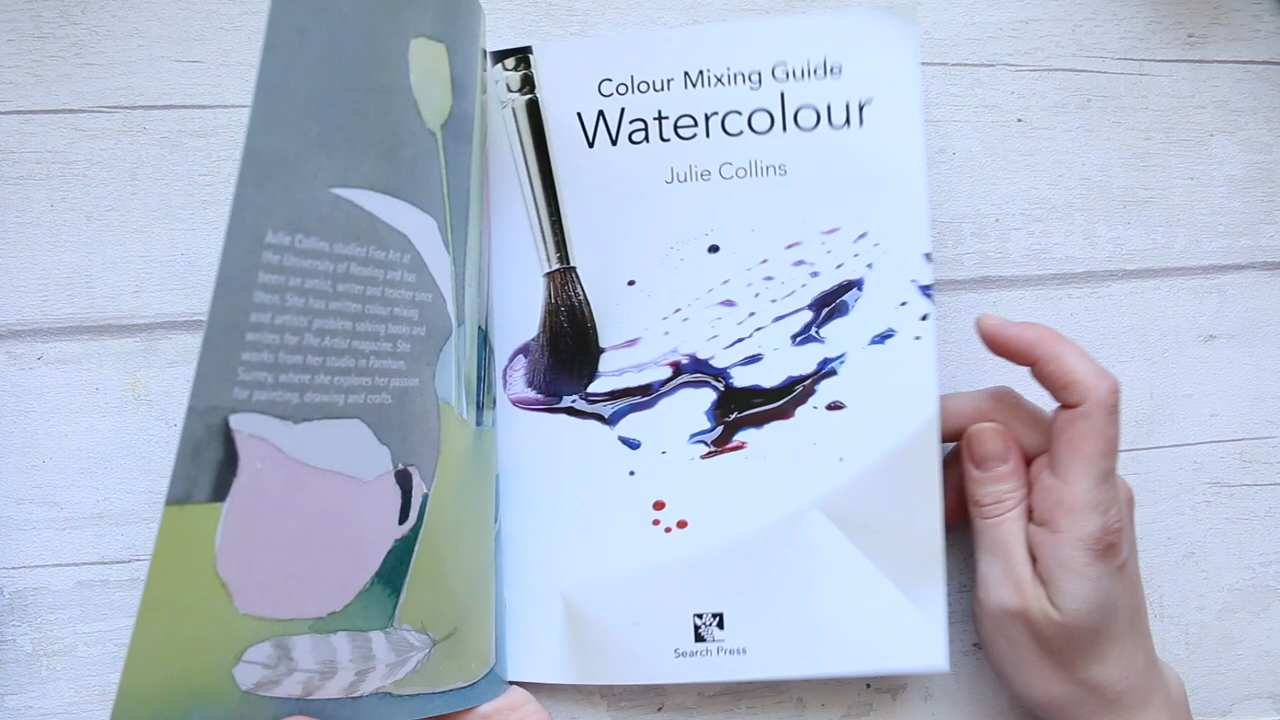 Julie Collins studied Fine Art at
the University of Reading and has
been an artist, writer and teacher since
then. She has written colour mixing
and artists' problem solving books and
writes for The Artist magazine. She
works from her studio in Farnham,
Surrey, where she explores her passion
for painting, drawing and crafts.
Colour Mixing Guide
Watercolour
Julie Collins
Search Press